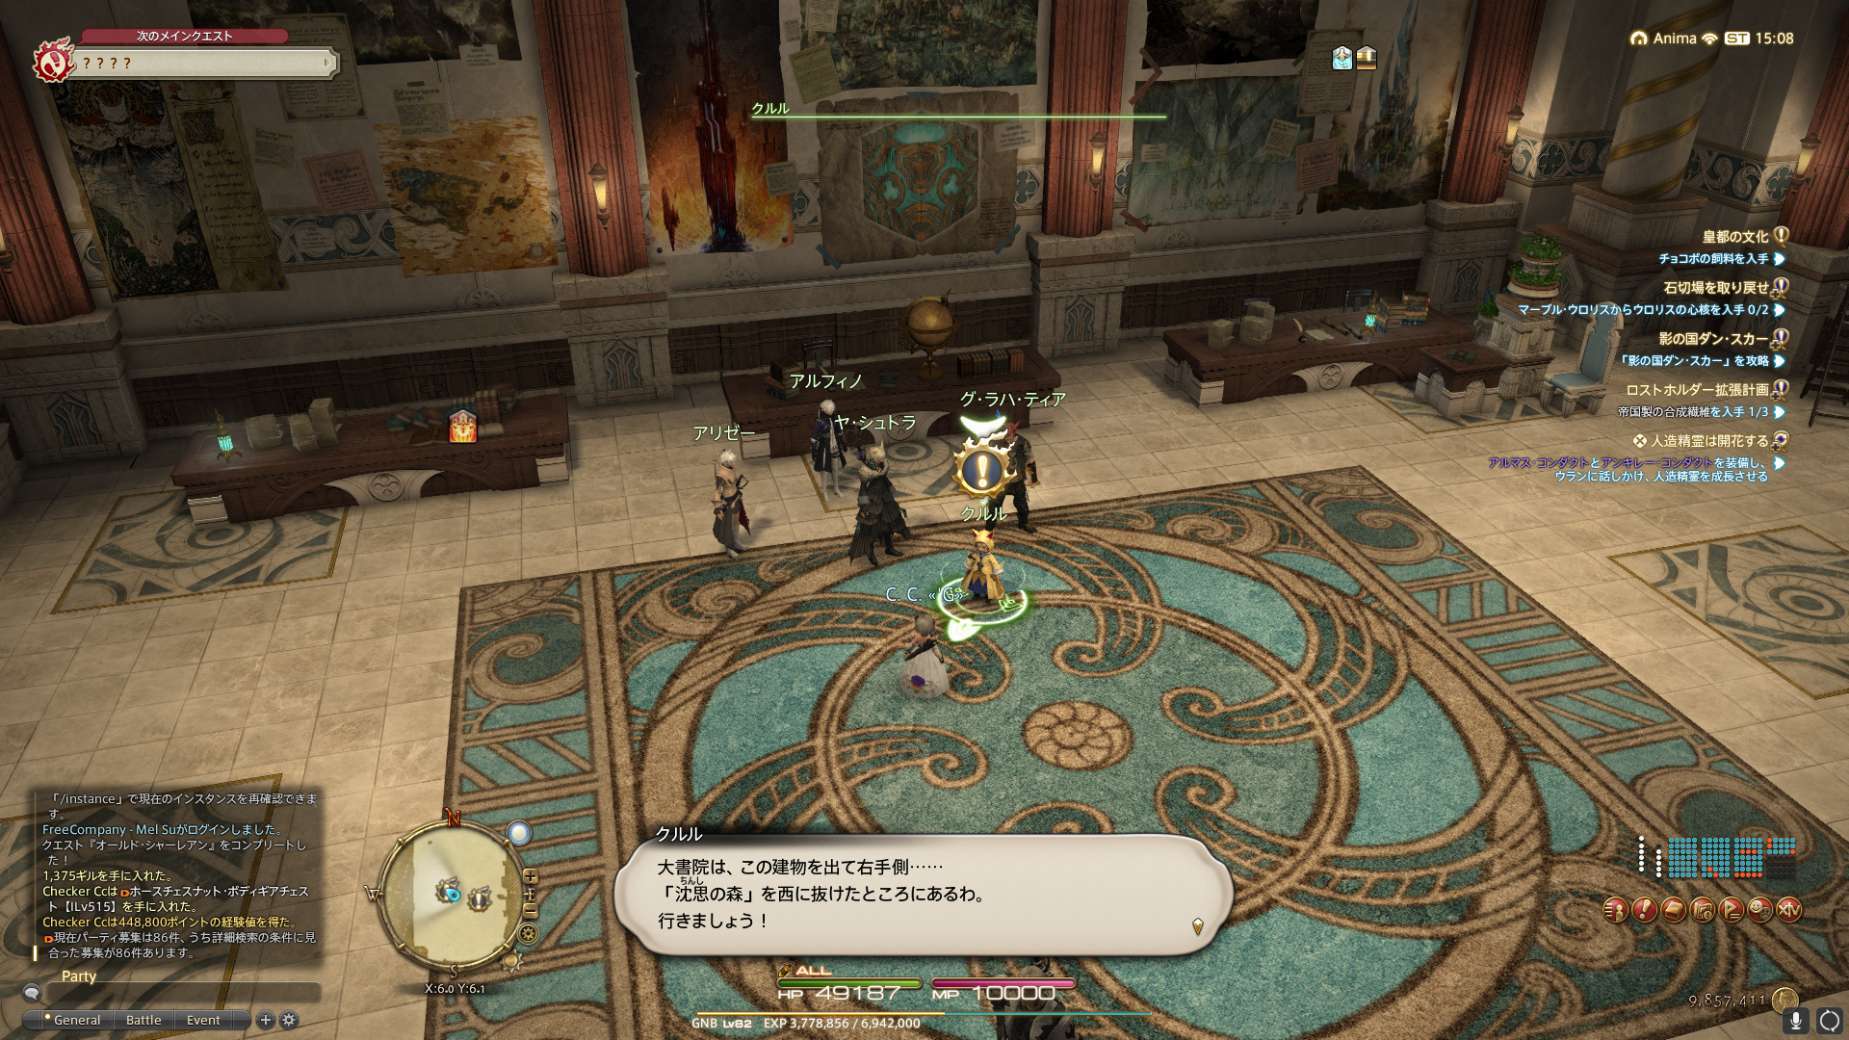 次のメインクエスト
????
クルル
Anima ST 15:08
皇都の文化
チョコボの飼料を入手
石切場を取り戻せ
マーブル・ウロリスからウロリスの心核を入手 0/2
影の国ダン・スカー
「影の国ダン・スカー」を攻略
ロストホルダー拡張計画
帝国製の合成繊維を入手 1/3
人造精霊は開花する
アルマス・コンダクトとアンキレー・コンダクトを装備し、
ウランに話しかけ、人造精霊を成長させる
アルフィノ
グ・ラハ・ティア
ヤ・シュトラ
アリゼー
クルル
C. C. «G»
「/instance」で現在のインスタンスを再確認できま
す。
FreeCompany - Mel Suがログインしました。
クエスト『オールド・シャーレアン』をコンプリートし
た！
1,375ギルを手に入れた。
Checker Ccは ホースチェスナット・ボディギアチェス
ト【ILv515】を手に入れた。
Checker Ccは448,800ポイントの経験値を得た。
現在パーティ募集は86件、うち詳細検索の条件に見
合った募集が86件あります。
Party
General Battle Event
N
W
S
X:6.0 Y:6.1
クルル
大書院は、この建物を出て右手側……
ちんし
「沈思の森」を西に抜けたところにあるわ。
行きましょう！
ALL
HP 49187 MP 10000
GNB Lv82 EXP 3,778,856 / 6,942,000
XIV
9,857,411